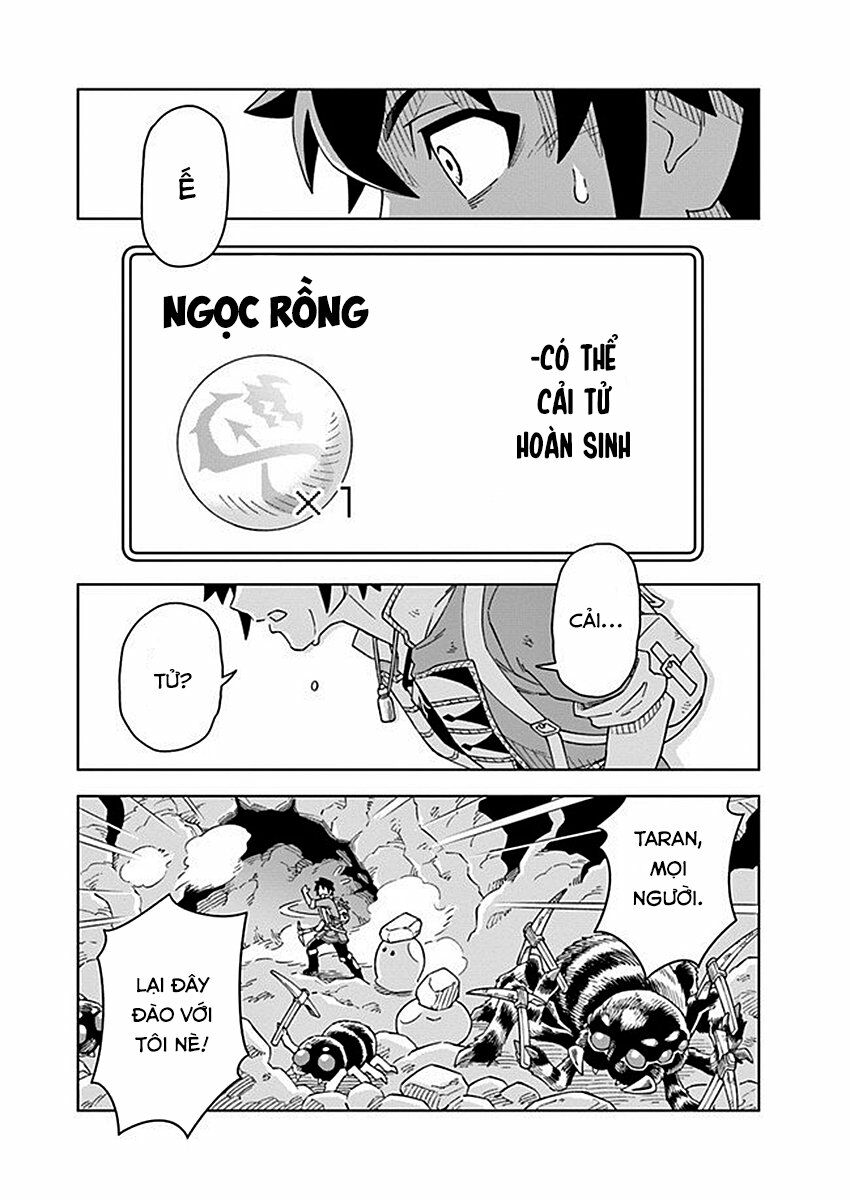 Ế
NGỌC RỒNG
-CÓ THỂ
CẢI TỬ
HOÀN SINH
×1
CẢI...
TỬ?
TARAN,
MỌI
NGƯỜI.
LẠI ĐÂY
ĐÀO VỚI
TÔI NÈ!